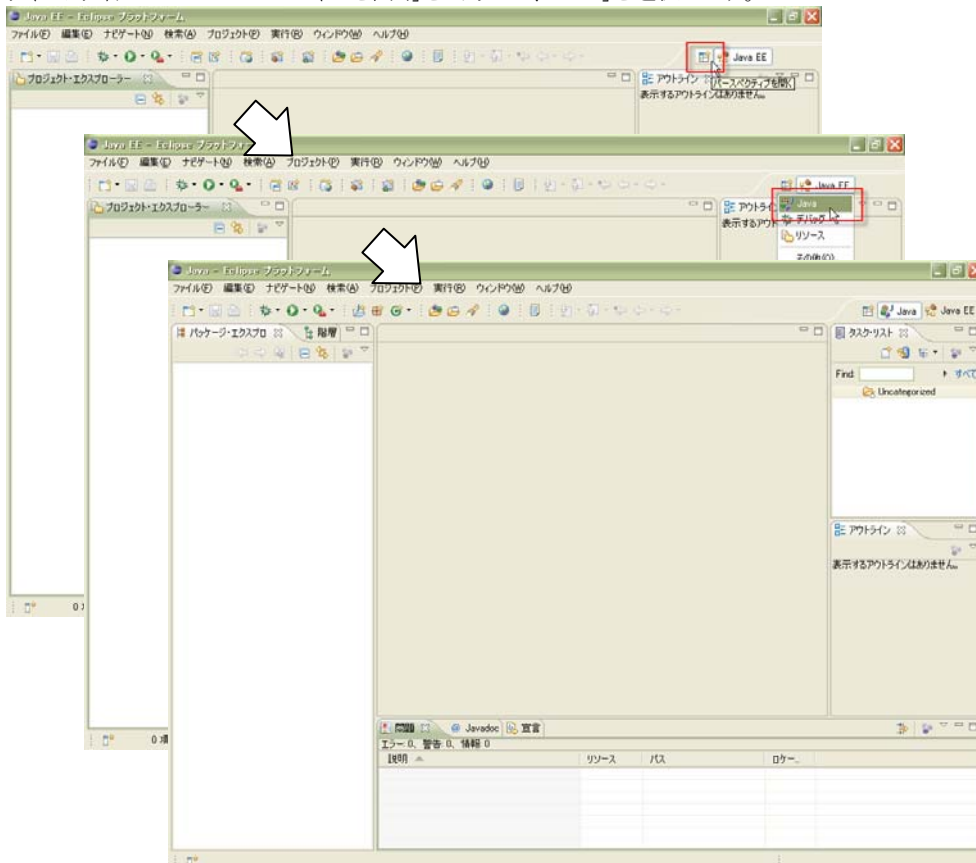 Java EE - Eclipse プラットフォーム
ファイル(F) 編集(E) ナビゲート(N) 検索(A) プロジェクト(P) 実行(R) ウィンドウ(W) ヘルプ(H)
Java EE
プロジェクト・エクスプローラー
アウトライン
パースペクティブを開く
表示するアウトラインはありません。
Java EE - Eclipse プラットフォーム
ファイル(F) 編集(E) ナビゲート(N) 検索(A) プロジェクト(P) 実行(R) ウィンドウ(W) ヘルプ(H)
Java EE
プロジェクト・エクスプローラー
Java
デバッグ
リソース
その他(O)
Java - Eclipse プラットフォーム
ファイル(F) 編集(E) ナビゲート(N) 検索(A) プロジェクト(P) 実行(R) ウィンドウ(W) ヘルプ(H)
Java Java EE
パッケージ・エクスプロ 階層
タスク・リスト
Find: すべて
Uncategorized
アウトライン
表示するアウトラインはありません。
問題 Javadoc 宣言
エラー: 0、警告: 0、情報: 0
説明 リソース パス ロケー...